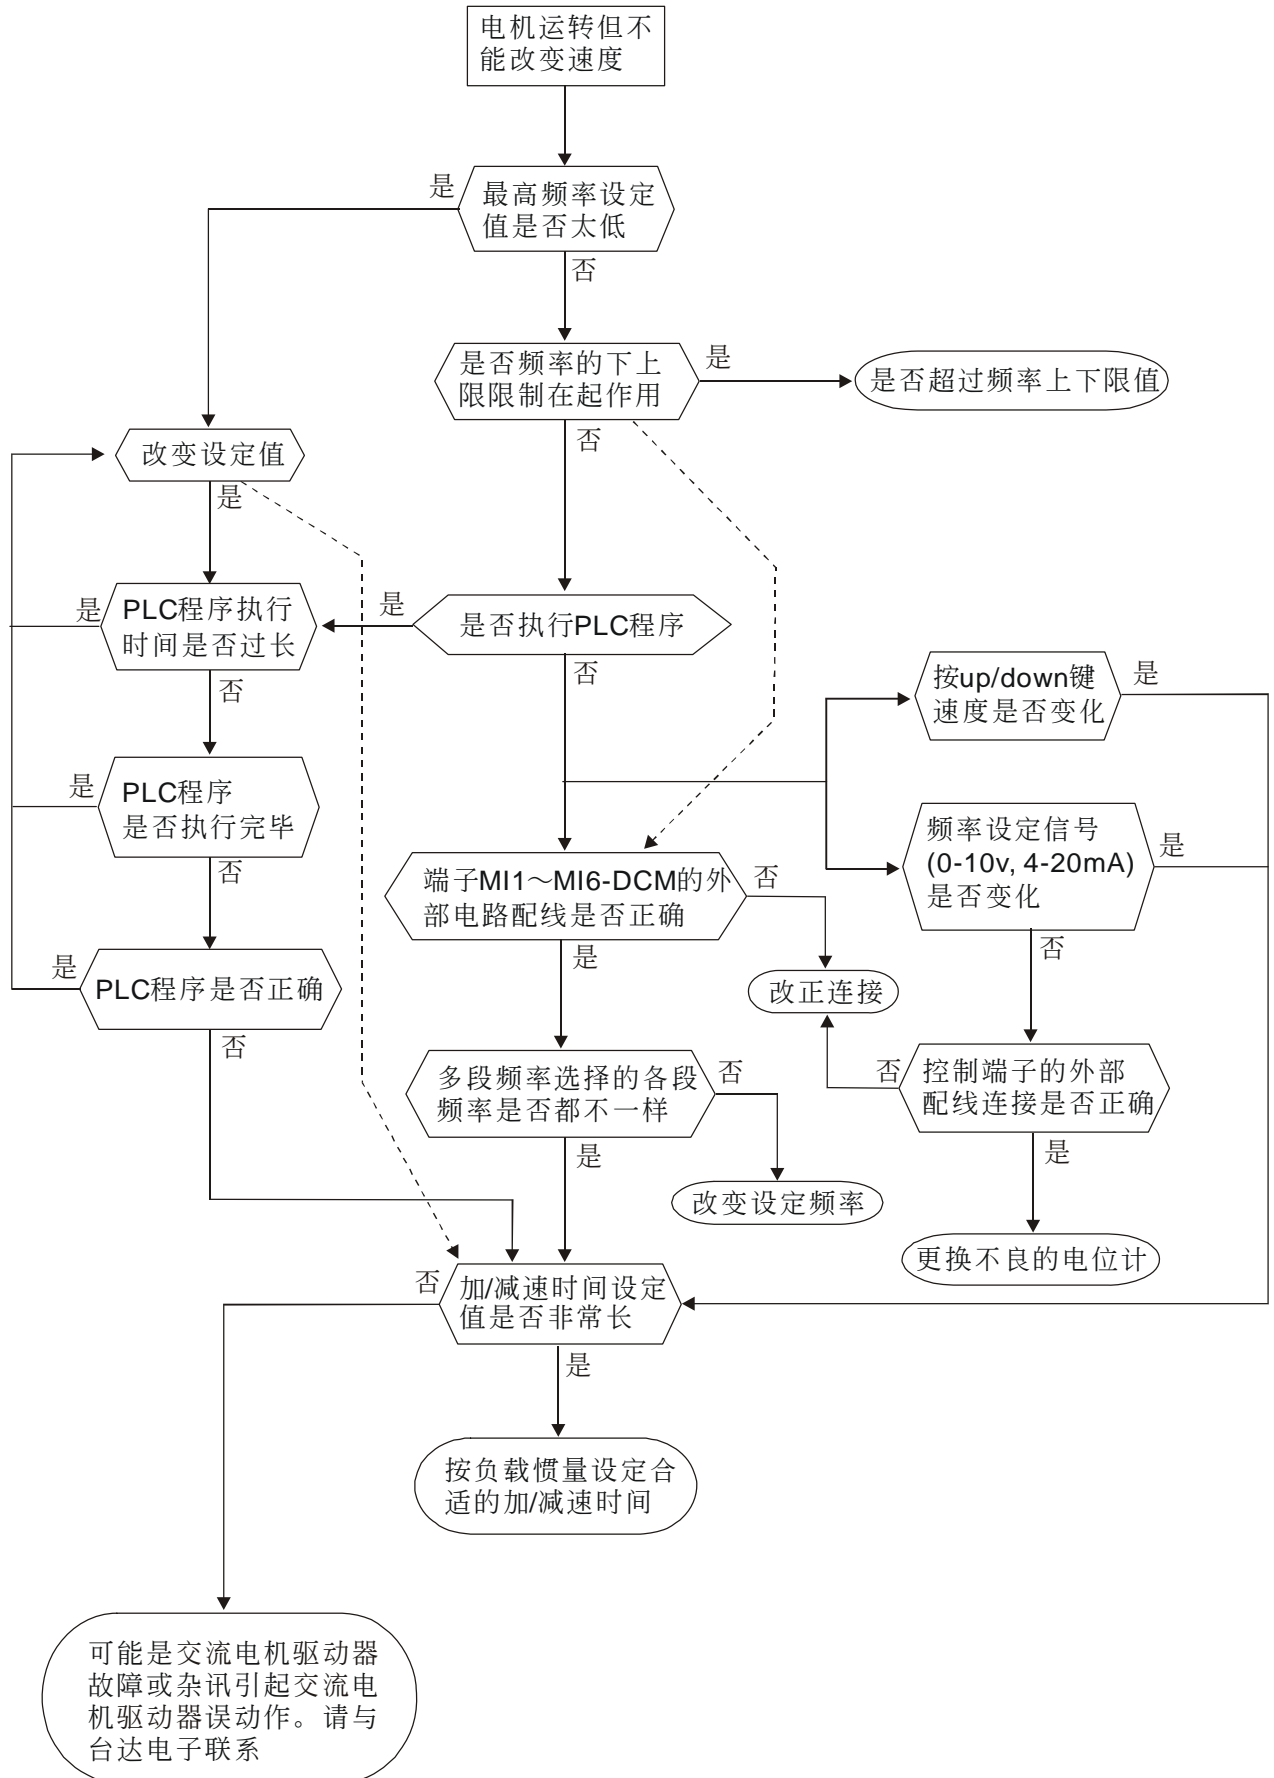 电机运转但不
能改变速度
是
最高频率设定
值是否太低
否
是否频率的下上
限限制在起作用
是
是否超过频率上下限值
否
改变设定值
是
是
PLC程序执行
时间是否过长
是
是否执行PLC程序
否
否
按up/down键
速度是否变化
是
是
PLC程序
是否执行完毕
否
频率设定信号
(0-10v, 4-20mA)
是否变化
是
否
端子MI1～MI6-DCM的外
部电路配线是否正确
否
是
改正连接
是
PLC程序是否正确
否
多段频率选择的各段
频率是否都不一样
否
是
改变设定频率
否
控制端子的外部
配线连接是否正确
是
更换不良的电位计
否
加/减速时间设定
值是否非常长
是
按负载惯量设定合
适的加/减速时间
可能是交流电机驱动器
故障或杂讯引起交流电
机驱动器误动作。请与
台达电子联系